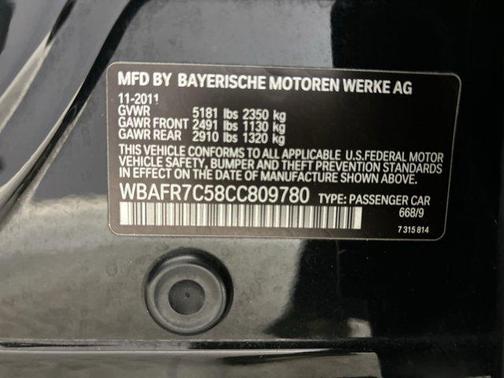 MFD BY BAYERISCHE MOTOREN WERKE AG
11-2011
GVWR 5181 lbs 2350 kg
GAWR FRONT 2491 lbs 1130 kg
GAWR REAR 2910 lbs 1320 kg
THIS VEHICLE CONFORMS TO ALL APPLICABLE U.S.FEDERAL MOTOR
VEHICLE SAFETY, BUMPER AND THEFT PREVENTION STANDARDS
IN EFFECT ON THE DATE OF MANUFACTURE SHOWN ABOVE.
WBAFR7C58CC809780 TYPE: PASSENGER CAR
668/9
7 315 814